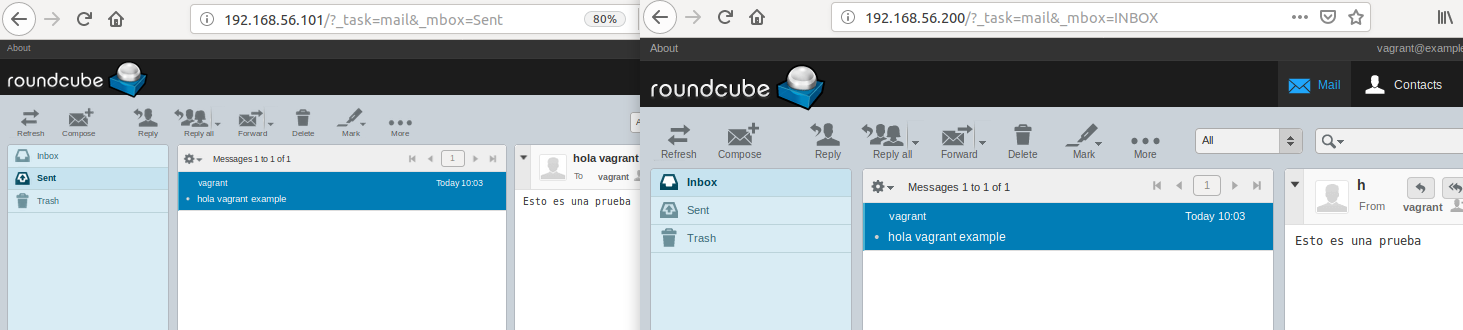 192.168.56.101/?_task=mail&_mbox=Sent 80%
About
roundcube
Refresh Compose Reply Reply all Forward Delete Mark More
A
Inbox
Sent
Trash
Messages 1 to 1 of 1 1
vagrant Today 10:03
hola vagrant example
hola vagrant
To vagrant
Esto es una prueba
192.168.56.200/?_task=mail&_mbox=INBOX
About vagrant@example
roundcube
Mail Contacts
Refresh Compose Reply Reply all Forward Delete Mark More
All
Inbox
Sent
Trash
Messages 1 to 1 of 1 1
vagrant Today 10:03
hola vagrant example
h
From vagrant
Esto es una prueba